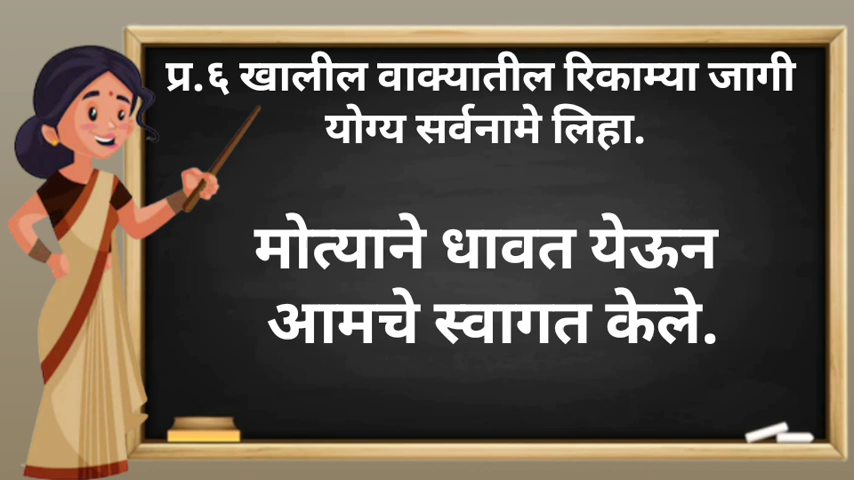 प्र.६ खालील वाक्यातील रिकाम्या जागी
योग्य सर्वनामे लिहा.
मोत्याने धावत येऊन
आमचे स्वागत केले.